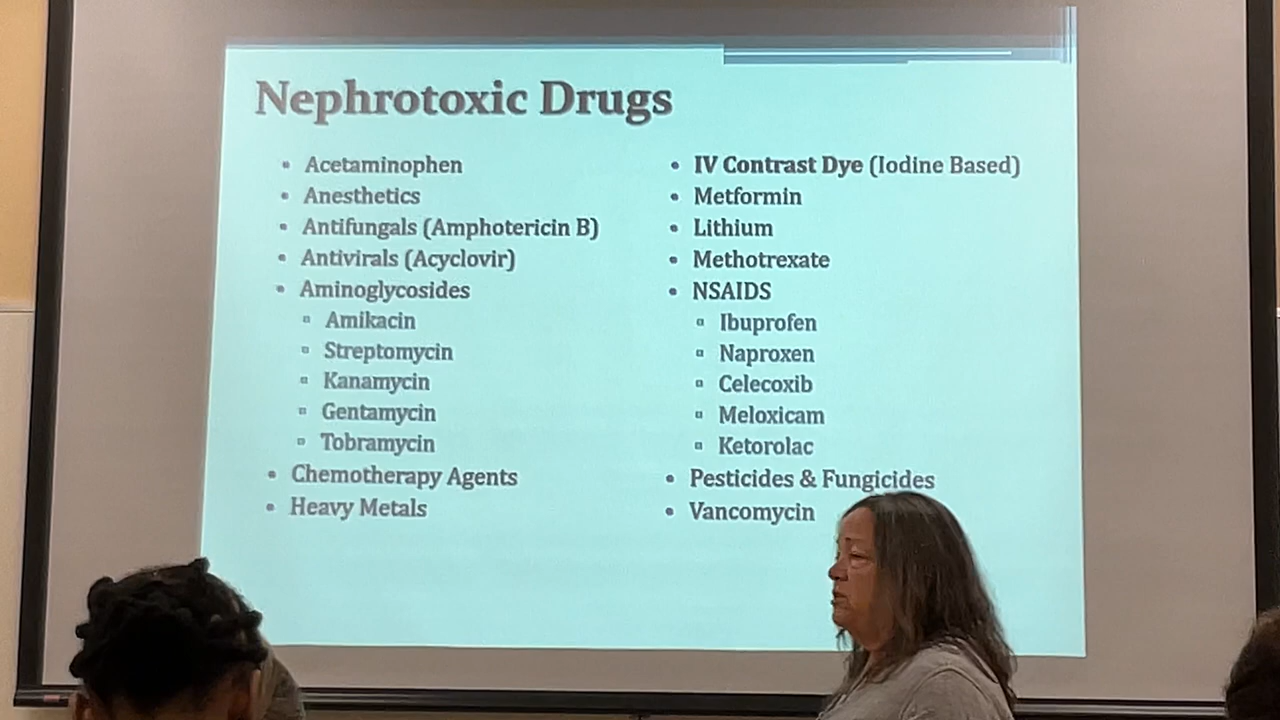 Nephrotoxic Drugs
Acetaminophen
Anesthetics
Antifungals (Amphotericin B)
Antivirals (Acyclovir)
Aminoglycosides
Amikacin
Streptomycin
Kanamycin
Gentamycin
Tobramycin
Chemotherapy Agents
Heavy Metals
IV Contrast Dye (Iodine Based)
Metformin
Lithium
Methotrexate
NSAIDS
Ibuprofen
Naproxen
Celecoxib
Meloxicam
Ketorolac
Pesticides & Fungicides
Vancomycin